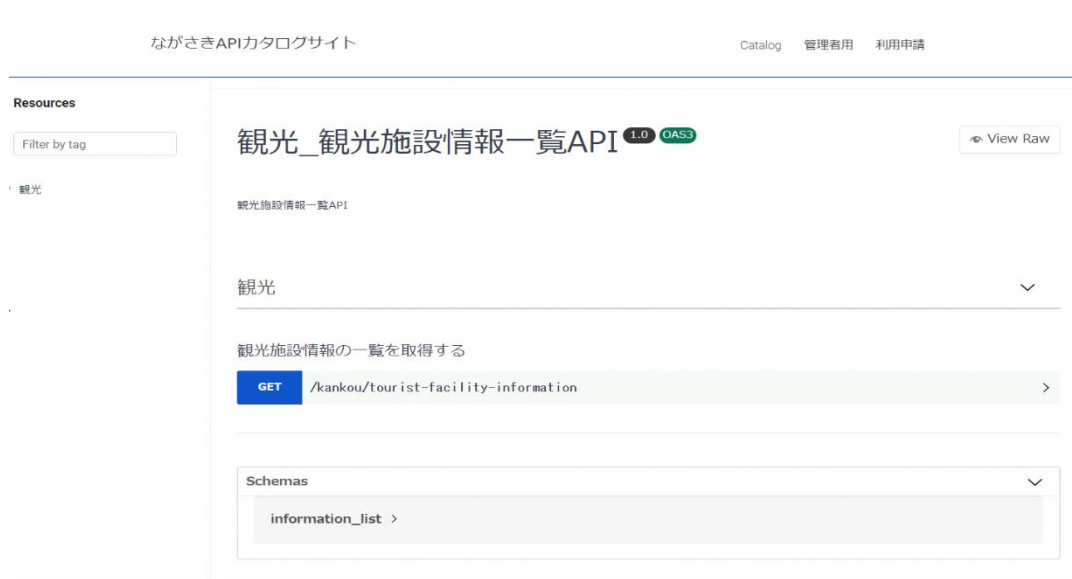 ながさきAPIカタログサイト
Catalog 管理者用 利用申請
Resources
Filter by tag
観光
観光_観光施設情報一覧API 1.0 OAS3
View Raw
観光施設情報一覧API
観光
観光施設情報の一覧を取得する
GET /kankou/tourist-facility-information
Schemas
information_list